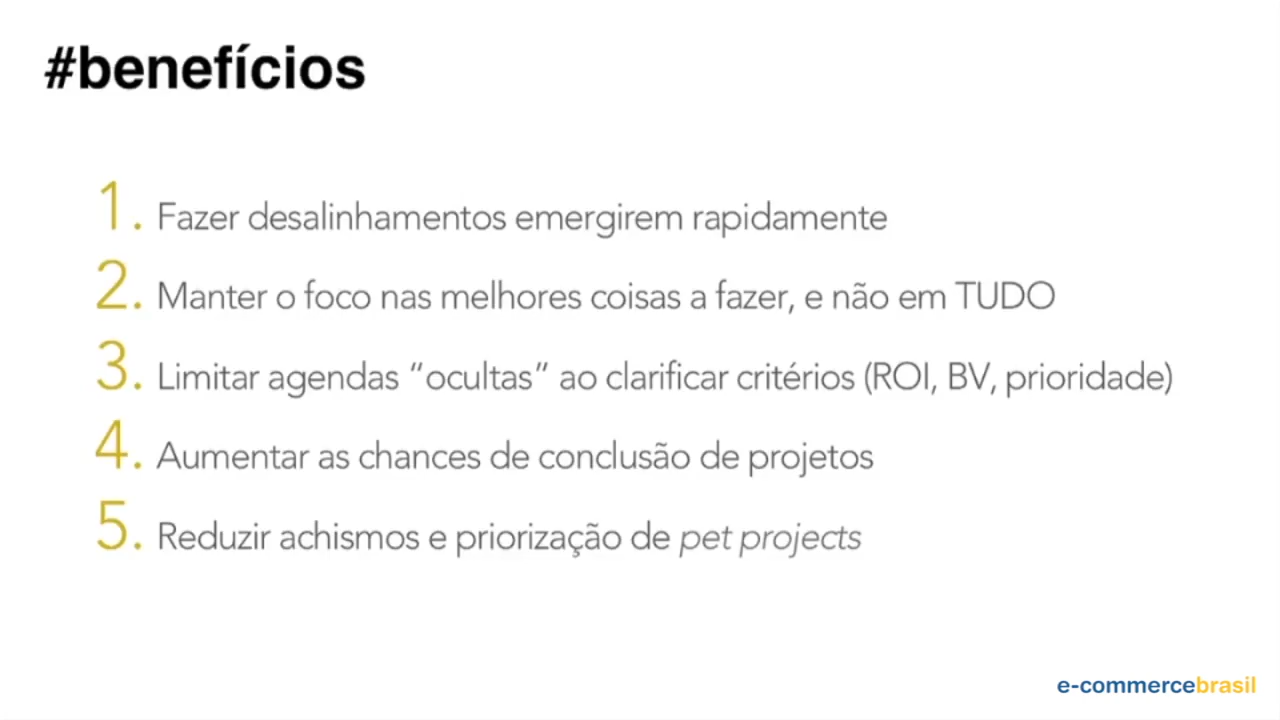 #benefícios
1. Fazer desalinhamentos emergirem rapidamente
2. Manter o foco nas melhores coisas a fazer, e não em TUDO
3. Limitar agendas “ocultas” ao clarificar critérios (ROI, BV, prioridade)
4. Aumentar as chances de conclusão de projetos
5. Reduzir achismos e priorização de pet projects
e-commercebrasil